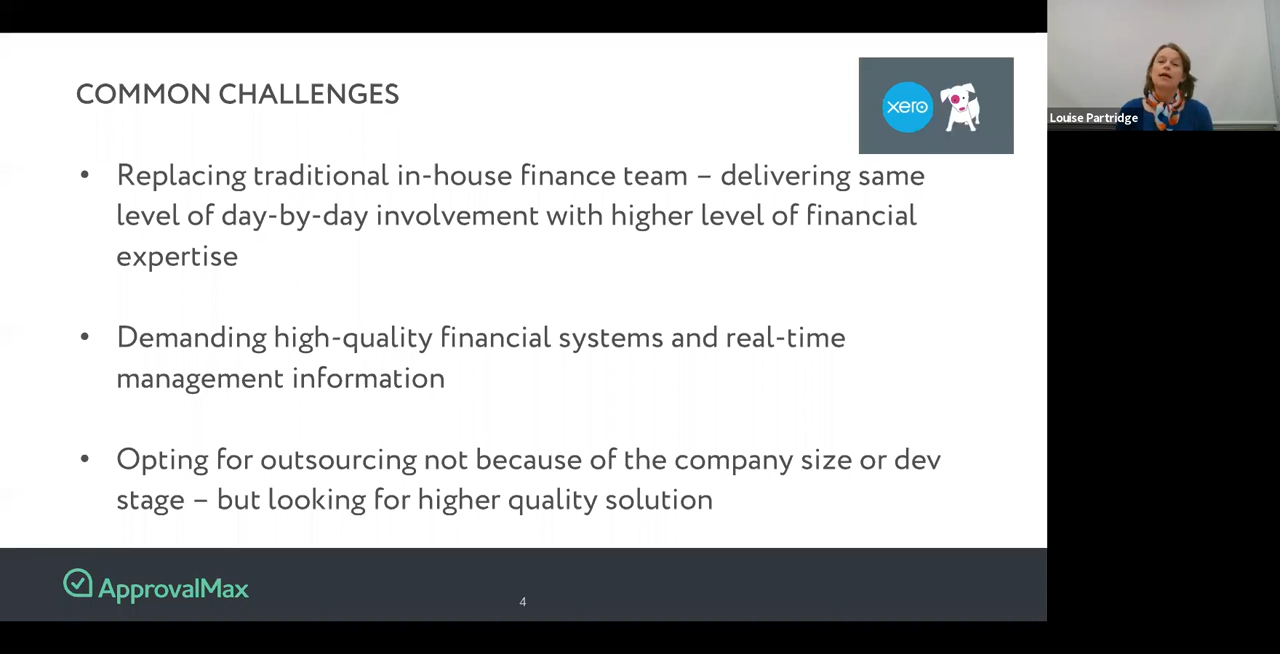 COMMON CHALLENGES
xero
Louise Partridge
• Replacing traditional in-house finance team – delivering same
level of day-by-day involvement with higher level of financial
expertise
• Demanding high-quality financial systems and real-time
management information
• Opting for outsourcing not because of the company size or dev
stage – but looking for higher quality solution
ApprovalMax
4